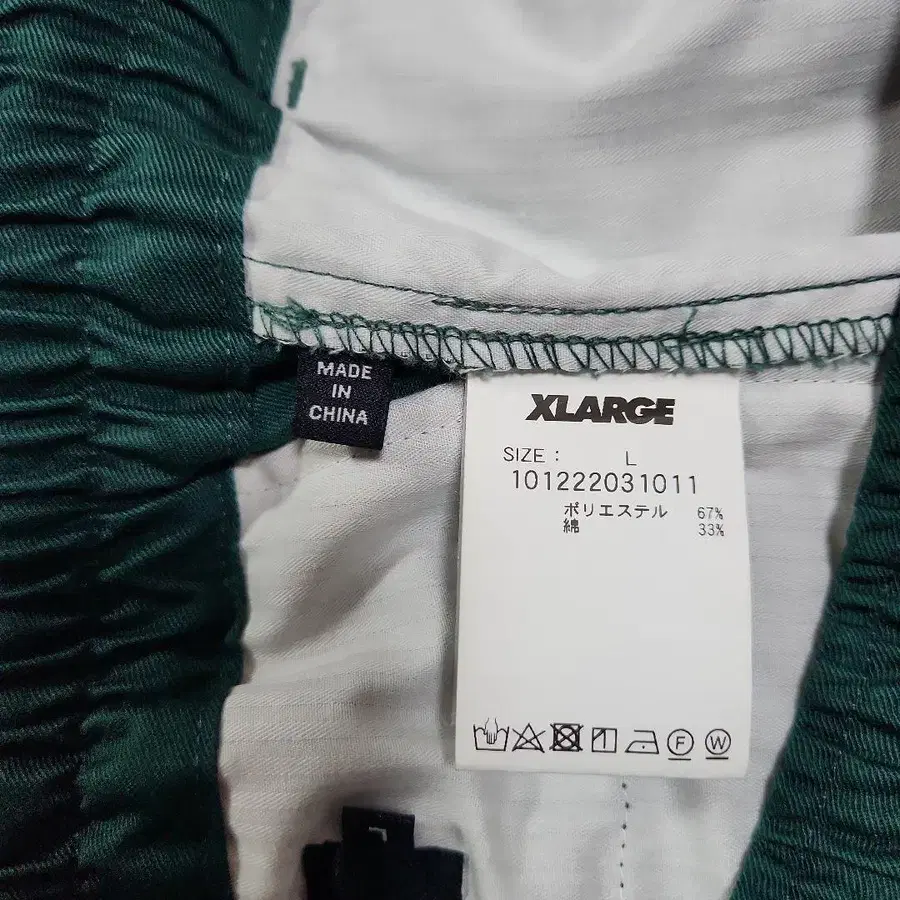 MADE
IN
CHINA
XLARGE
SIZE : L
101222031011
ポリエステル 67%
綿 33%
F W
L